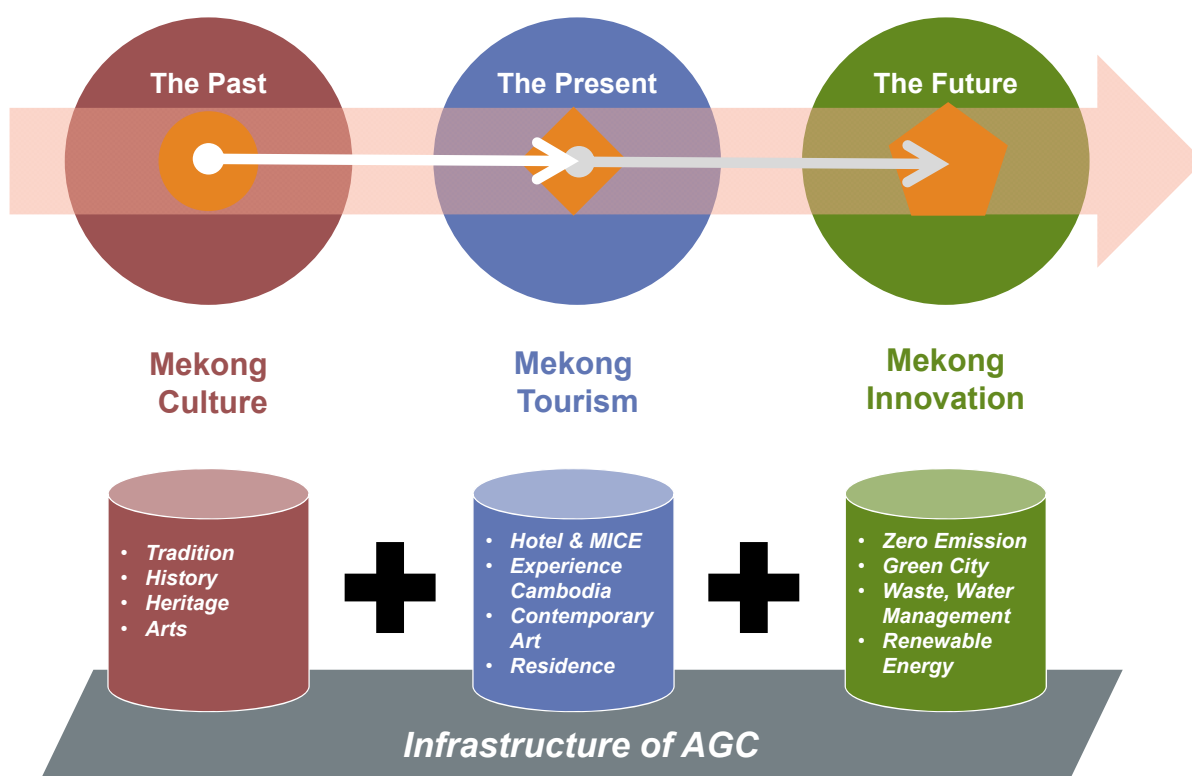 The Past
The Present
The Future
Mekong
Culture
Mekong
Tourism
Mekong
Innovation
• Tradition
• History
• Heritage
• Arts
• Hotel & MICE
• Experience
Cambodia
• Contemporary
Art
• Residence
• Zero Emission
• Green City
• Waste, Water
Management
• Renewable
Energy
Infrastructure of AGC